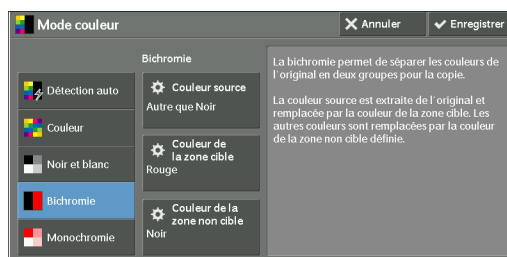 Mode couleur
Annuler
Enregistrer
Détection auto
Couleur
Noir et blanc
Bichromie
Monochromie
Bichromie
Couleur source
Autre que Noir
Couleur de
la zone cible
Rouge
Couleur de la
zone non cible
Noir
La bichromie permet de séparer les couleurs de
l'original en deux groupes pour la copie.
La couleur source est extraite de l'original et
remplacée par la couleur de la zone cible. Les
autres couleurs sont remplacées par la couleur
de la zone non cible définie.